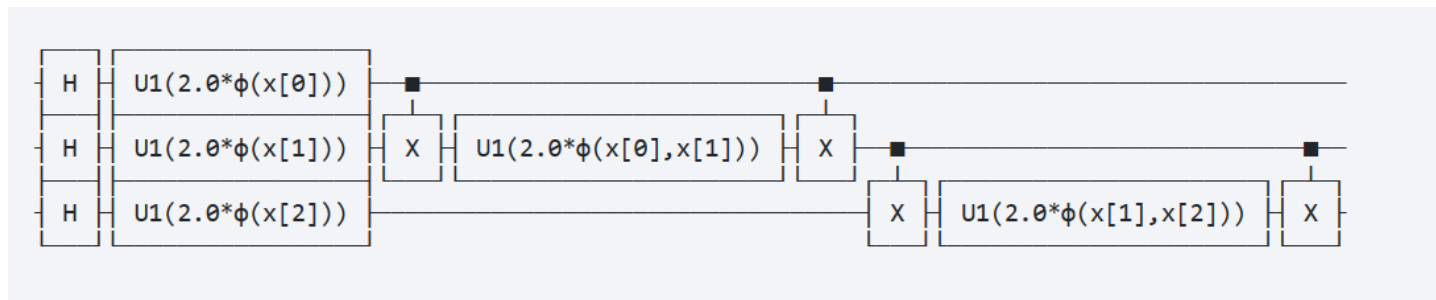 H U1(2.0*ϕ(x[0]))
H U1(2.0*ϕ(x[1])) X U1(2.0*ϕ(x[0],x[1])) X
H U1(2.0*ϕ(x[2])) X U1(2.0*ϕ(x[1],x[2])) X